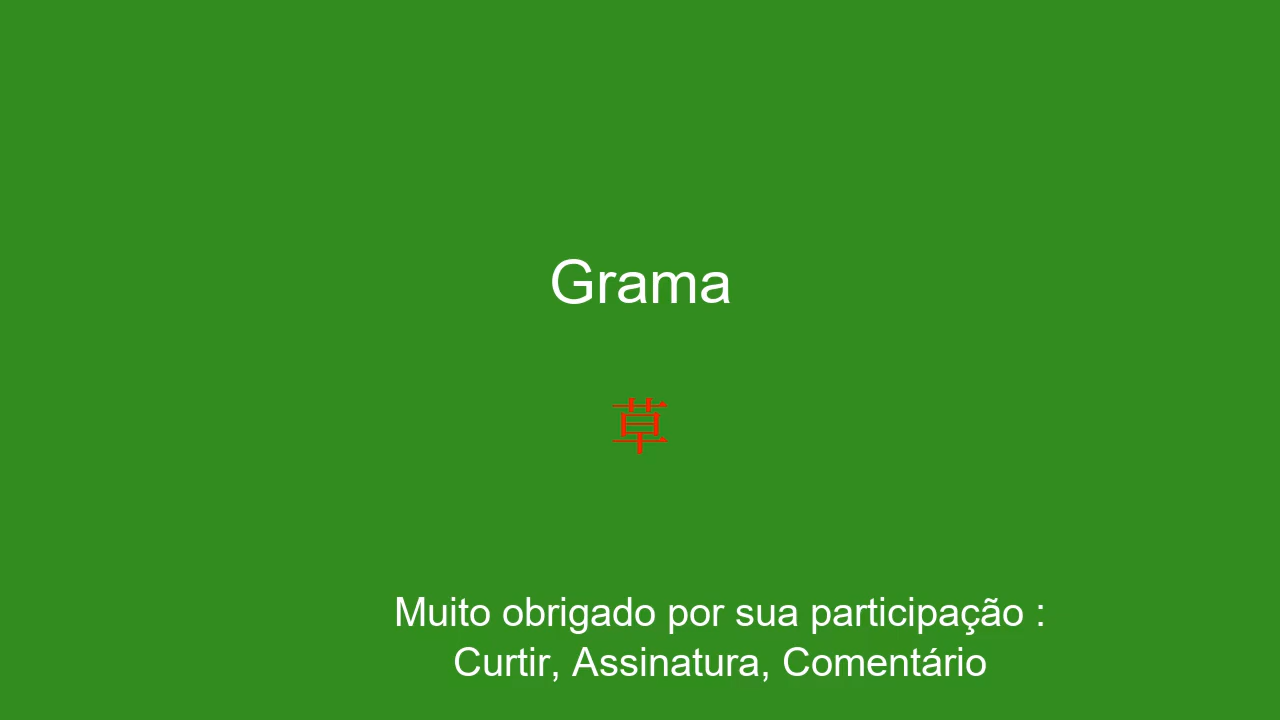 Grama
草
Muito obrigado por sua participação :
Curtir, Assinatura, Comentário